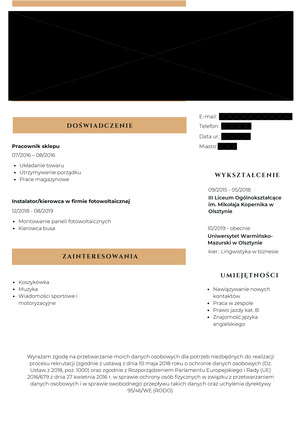 DOŚWIADCZENIE
Pracownik sklepu
07/2016 – 08/2016
Układanie towaru
Utrzymywanie porządku
Prace magazynowe
Instalator/kierowca w firmie fotowoltaicznej
12/2018 - 08/2019
Montowanie paneli fotowoltaicznych
Kierowca busa
ZAINTERESOWANIA
Koszykówka
Muzyka
Wiadomości sportowe i
motoryzacyjne
E-mail:
Telefon:
Data ur.
Miasto
WYKSZTAŁCENIE
09/2015 - 05/2018
III Liceum Ogólnokształcące
im. Mikołaja Kopernika w
Olsztynie
10/2019 - obecnie
Uniwersytet Warmińsko-
Mazurski w Olsztynie
kier.: Lingwistyka w biznesie
UMIEJĘTNOŚCI
Nawiązywanie nowych
kontaktów
Praca w zespole
Prawo jazdy kat. B
Znajomość języka
angielskiego
Wyrażam zgodę na przetwarzanie moich danych osobowych dla potrzeb niezbędnych do realizacji
procesu rekrutacji (zgodnie z ustawą z dnia 10 maja 2018 roku o ochronie danych osobowych (Dz.
Ustaw z 2018, poz. 1000) oraz zgodnie z Rozporządzeniem Parlamentu Europejskiego i Rady (UE)
2016/679 z dnia 27 kwietnia 2016 r. w sprawie ochrony osób fizycznych w związku z przetwarzaniem
danych osobowych i w sprawie swobodnego przepływu takich danych oraz uchylenia dyrektywy
95/46/WE (RODO).